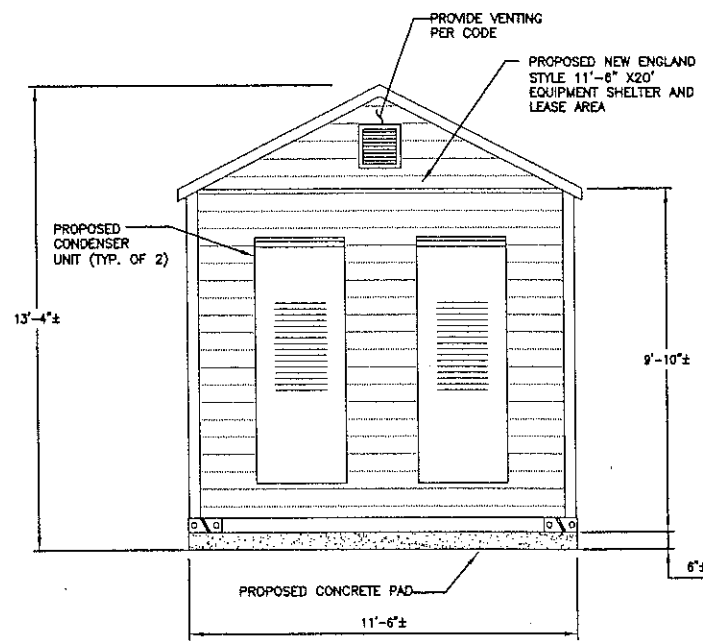 PROVIDE VENTING
PER CODE
PROPOSED NEW ENGLAND
STYLE 11'-6" X20'
EQUIPMENT SHELTER AND
LEASE AREA
PROPOSED
CONDENSER
UNIT (TYP. OF 2)
13'-4"±
9'-10"±
6"±
PROPOSED CONCRETE PAD
11'-6"±